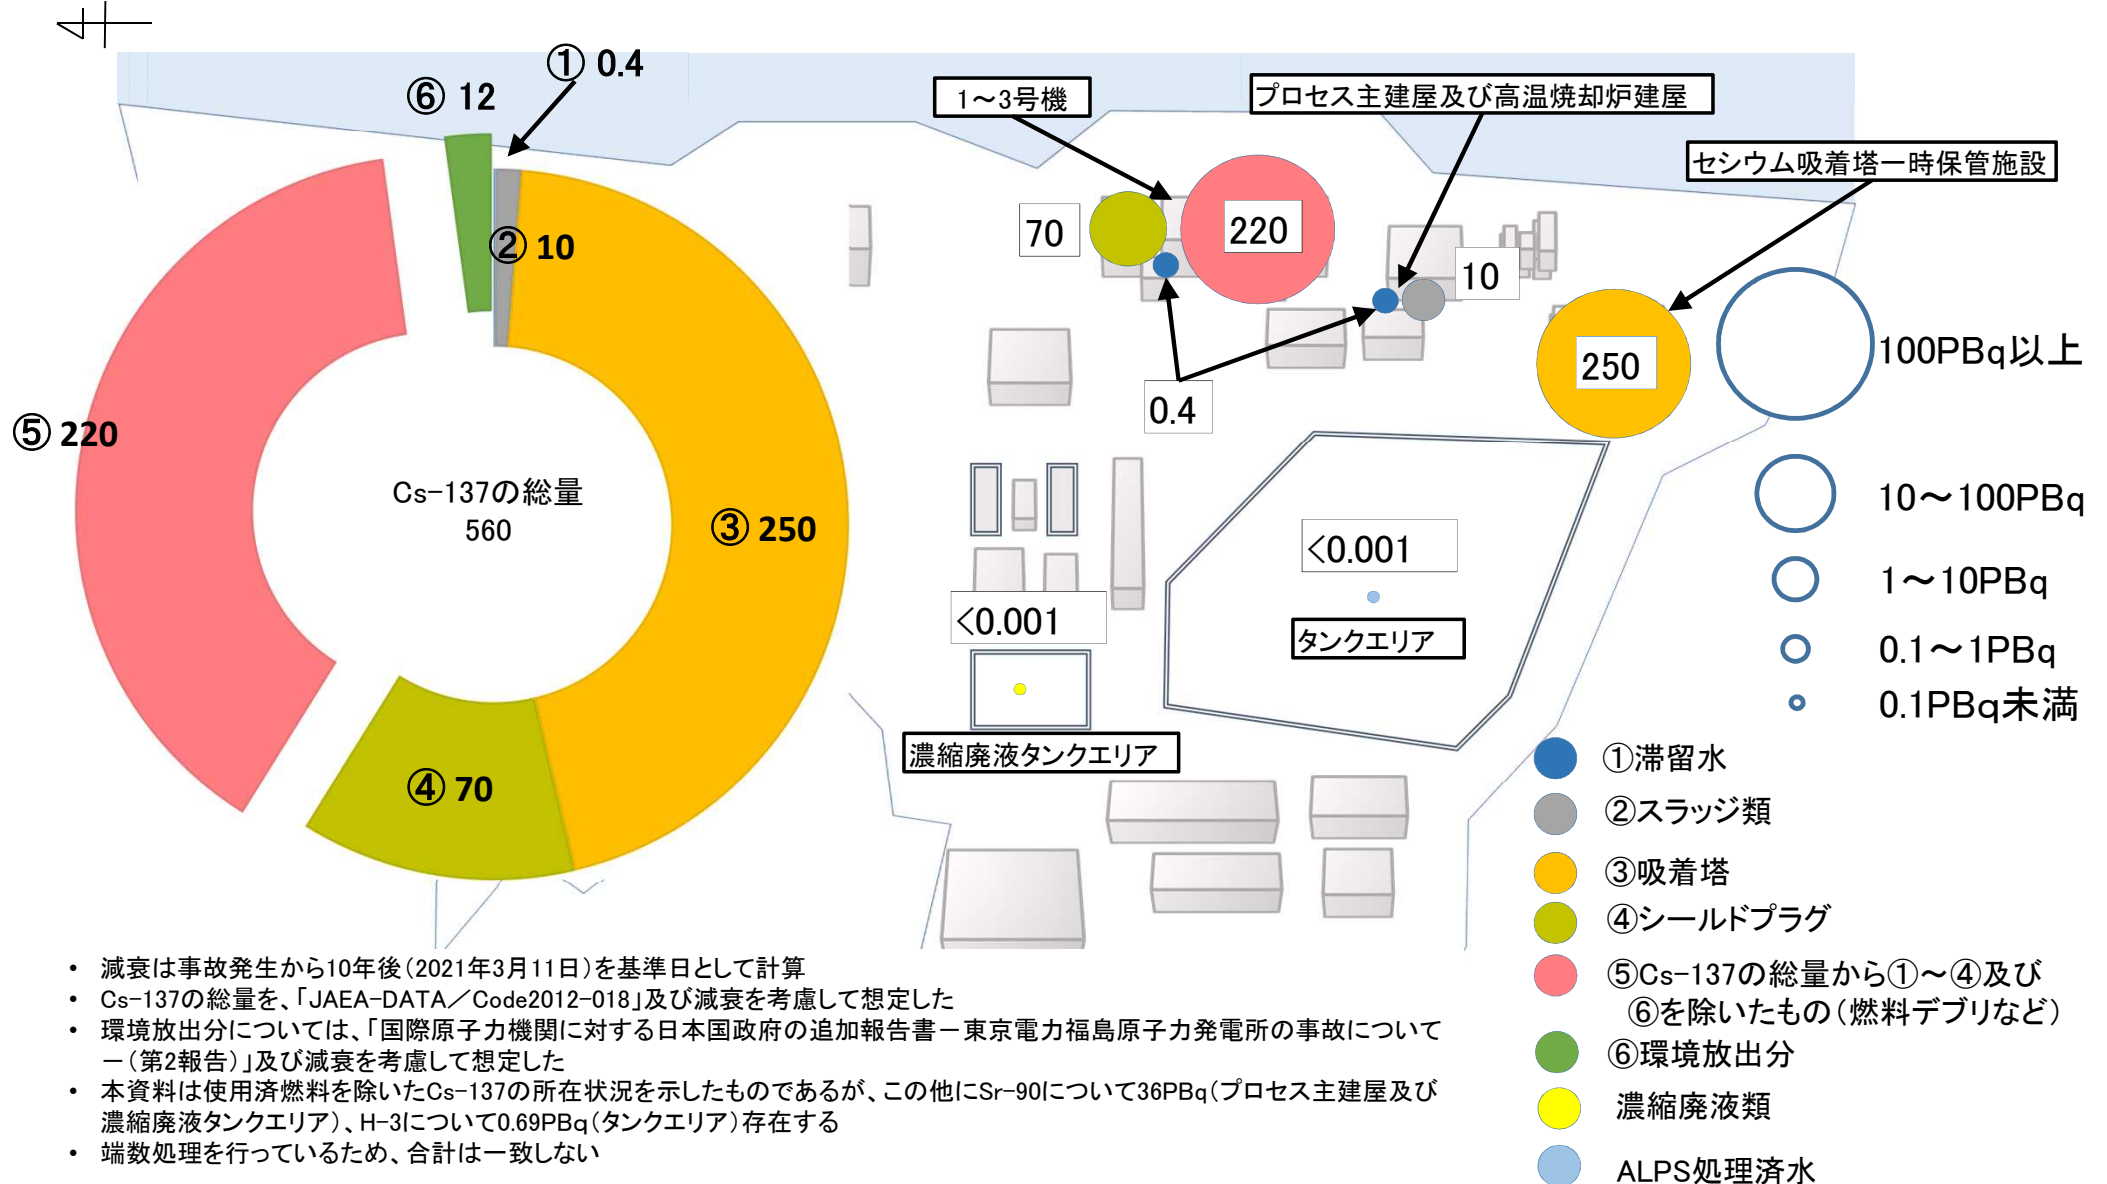 ① 0.4
⑥ 12
② 10
⑤ 220
③ 250
④ 70
Cs-137の総量
560
1～3号機
プロセス主建屋及び高温焼却炉建屋
セシウム吸着塔一時保管施設
70
220
10
250
0.4
<0.001
タンクエリア
<0.001
濃縮廃液タンクエリア
100PBq以上
10～100PBq
1～10PBq
0.1～1PBq
0.1PBq未満
①滞留水
②スラッジ類
③吸着塔
④シールドプラグ
⑤Cs-137の総量から①～④及び
⑥を除いたもの（燃料デブリなど）
⑥環境放出分
濃縮廃液類
ALPS処理済水
• 減衰は事故発生から10年後（2021年3月11日）を基準日として計算
• Cs-137の総量を、「JAEA-DATA／Code2012-018」及び減衰を考慮して想定した
• 環境放出分については、「国際原子力機関に対する日本国政府の追加報告書－東京電力福島原子力発電所の事故について
－（第2報告）」及び減衰を考慮して想定した
• 本資料は使用済燃料を除いたCs-137の所在状況を示したものであるが、この他にSr-90について36PBq（プロセス主建屋及び
濃縮廃液タンクエリア）、H-3について0.69PBq（タンクエリア）存在する
• 端数処理を行っているため、合計は一致しない